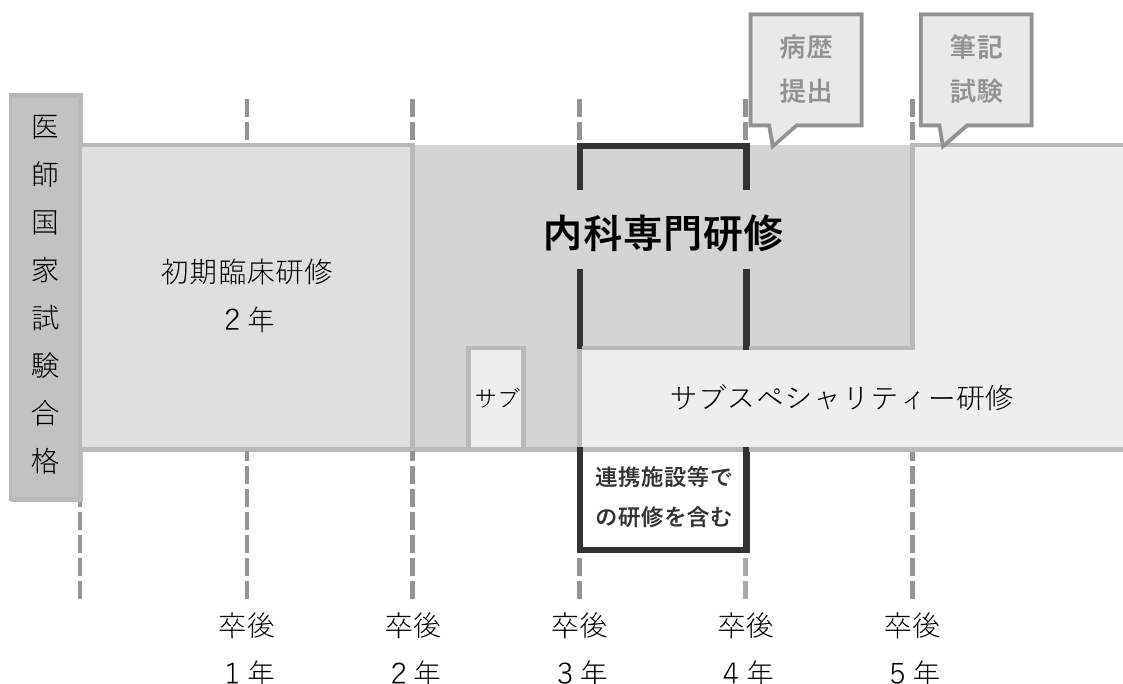 病歴
提出
筆記
試験
医師国家試験合格
初期臨床研修
2 年
内科専門研修
サブ
サブスペシャリティー研修
連携施設等で
の研修を含む
卒後
1 年
卒後
2 年
卒後
3 年
卒後
4 年
卒後
5 年